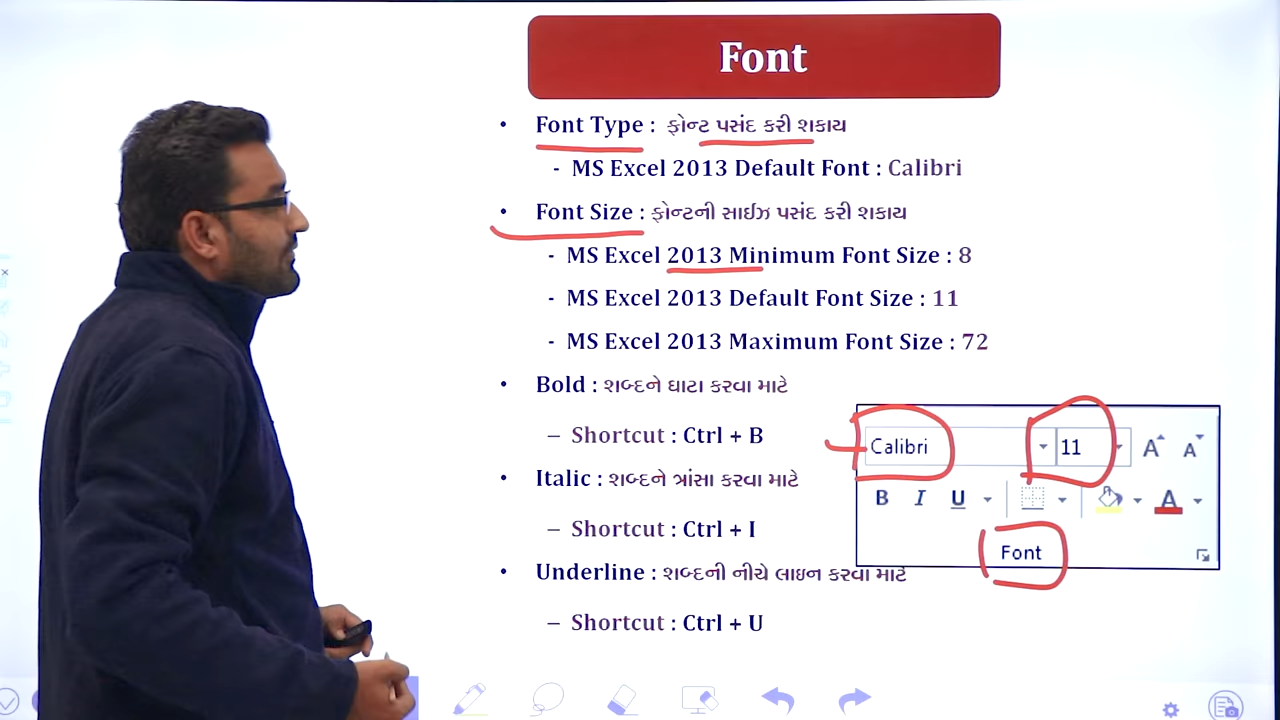 Font
• Font Type : ફોન્ટ પસંદ કરી શકાય
- MS Excel 2013 Default Font : Calibri
• Font Size : ફોન્ટની સાઈઝ પસંદ કરી શકાય
- MS Excel 2013 Minimum Font Size : 8
- MS Excel 2013 Default Font Size : 11
- MS Excel 2013 Maximum Font Size : 72
• Bold : શબ્દને ઘાટા કરવા માટે
– Shortcut : Ctrl + B
• Italic : શબ્દને ત્રાંસા કરવા માટે
– Shortcut : Ctrl + I
• Underline : શબ્દની નીચે લાઇન કરવા માટે
– Shortcut : Ctrl + U
Calibri 11 A A
B I U A
Font